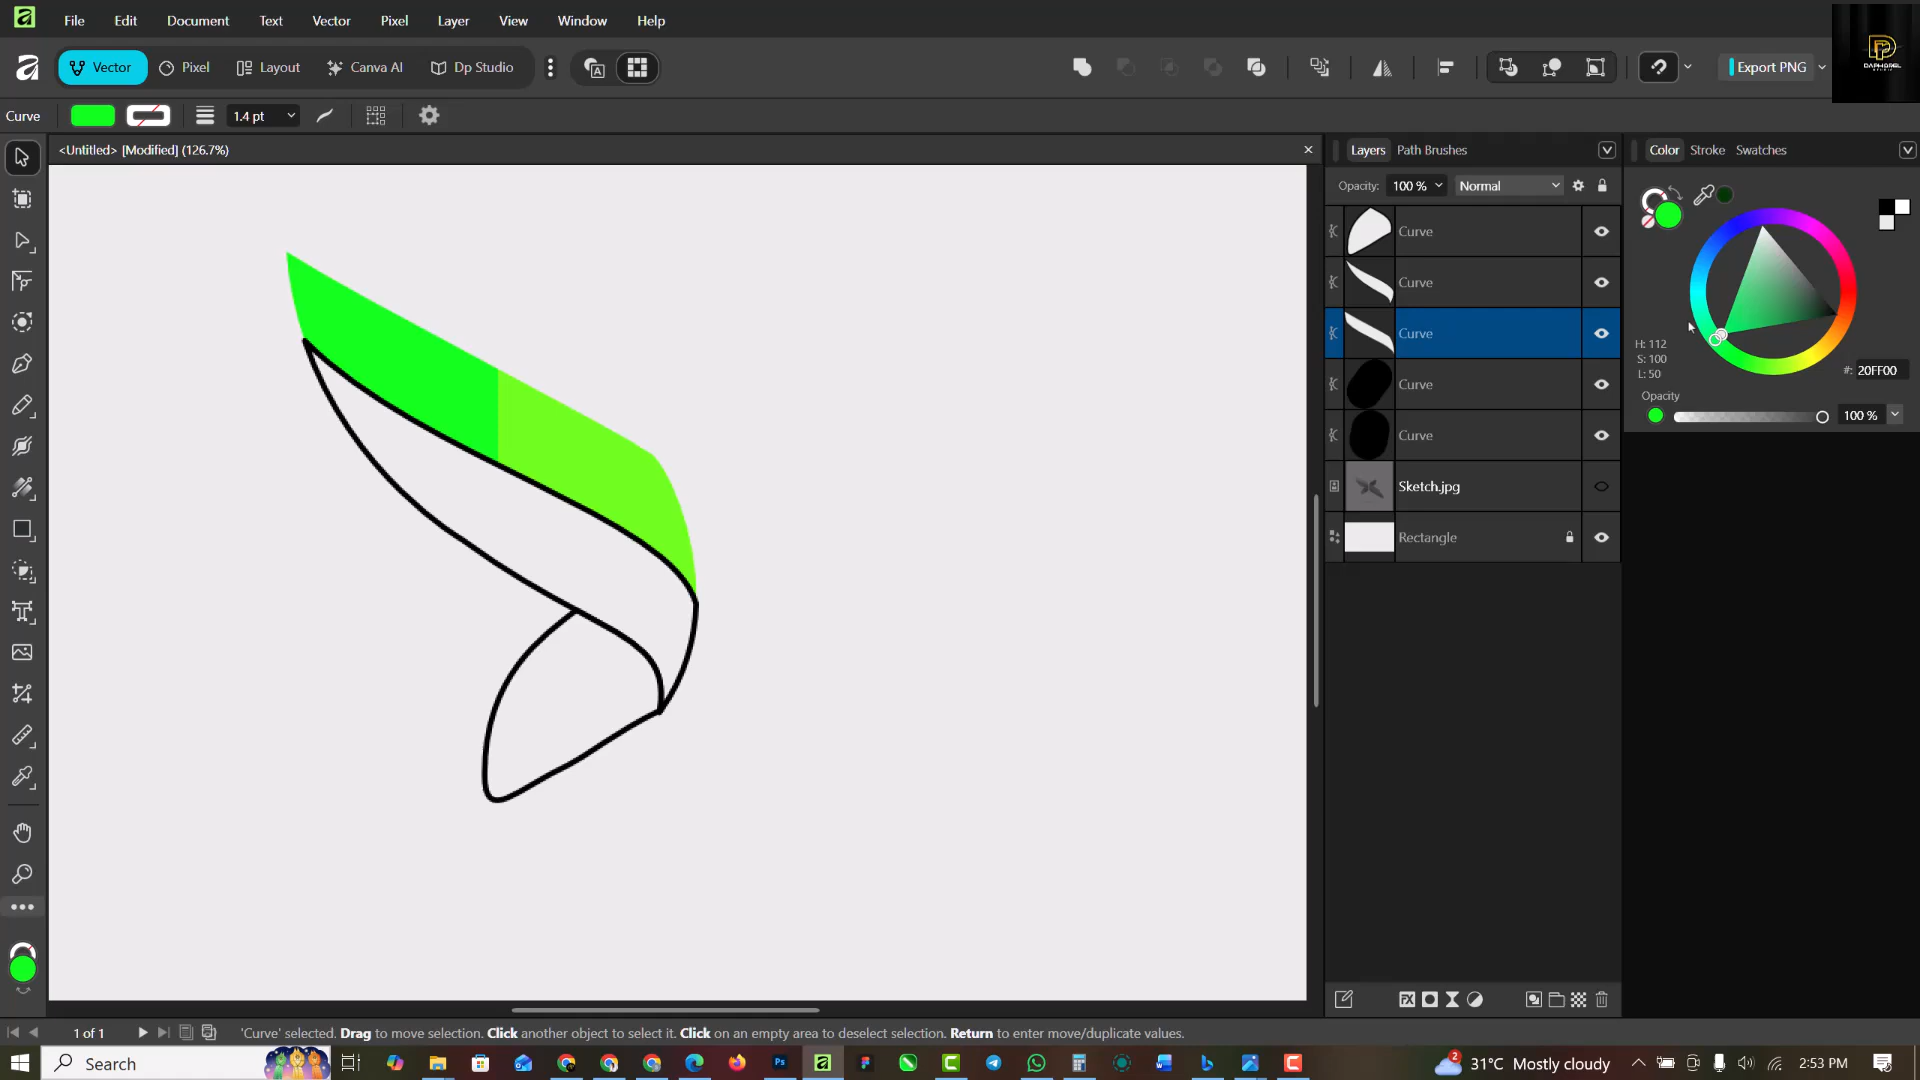 File Edit Document Text Vector Pixel Layer View Window Help
Vector Pixel Layout Canva AI Dp Studio Export PNG
Curve 1.4 pt
<Untitled> [Modified] (126.7%)
Layers Path Brushes
Color Stroke Swatches
Opacity: 100 % Normal
Curve
Curve
Curve
Curve
Curve
Sketch.jpg
Rectangle
H: 112
S: 100
L: 50
#: 20FF00
Opacity
100 %
1 of 1
'Curve' selected. Drag to move selection. Click another object to select it. Click on an empty area to deselect selection. Return to enter move/duplicate values.
Search
2
31°C Mostly cloudy
2:53 PM